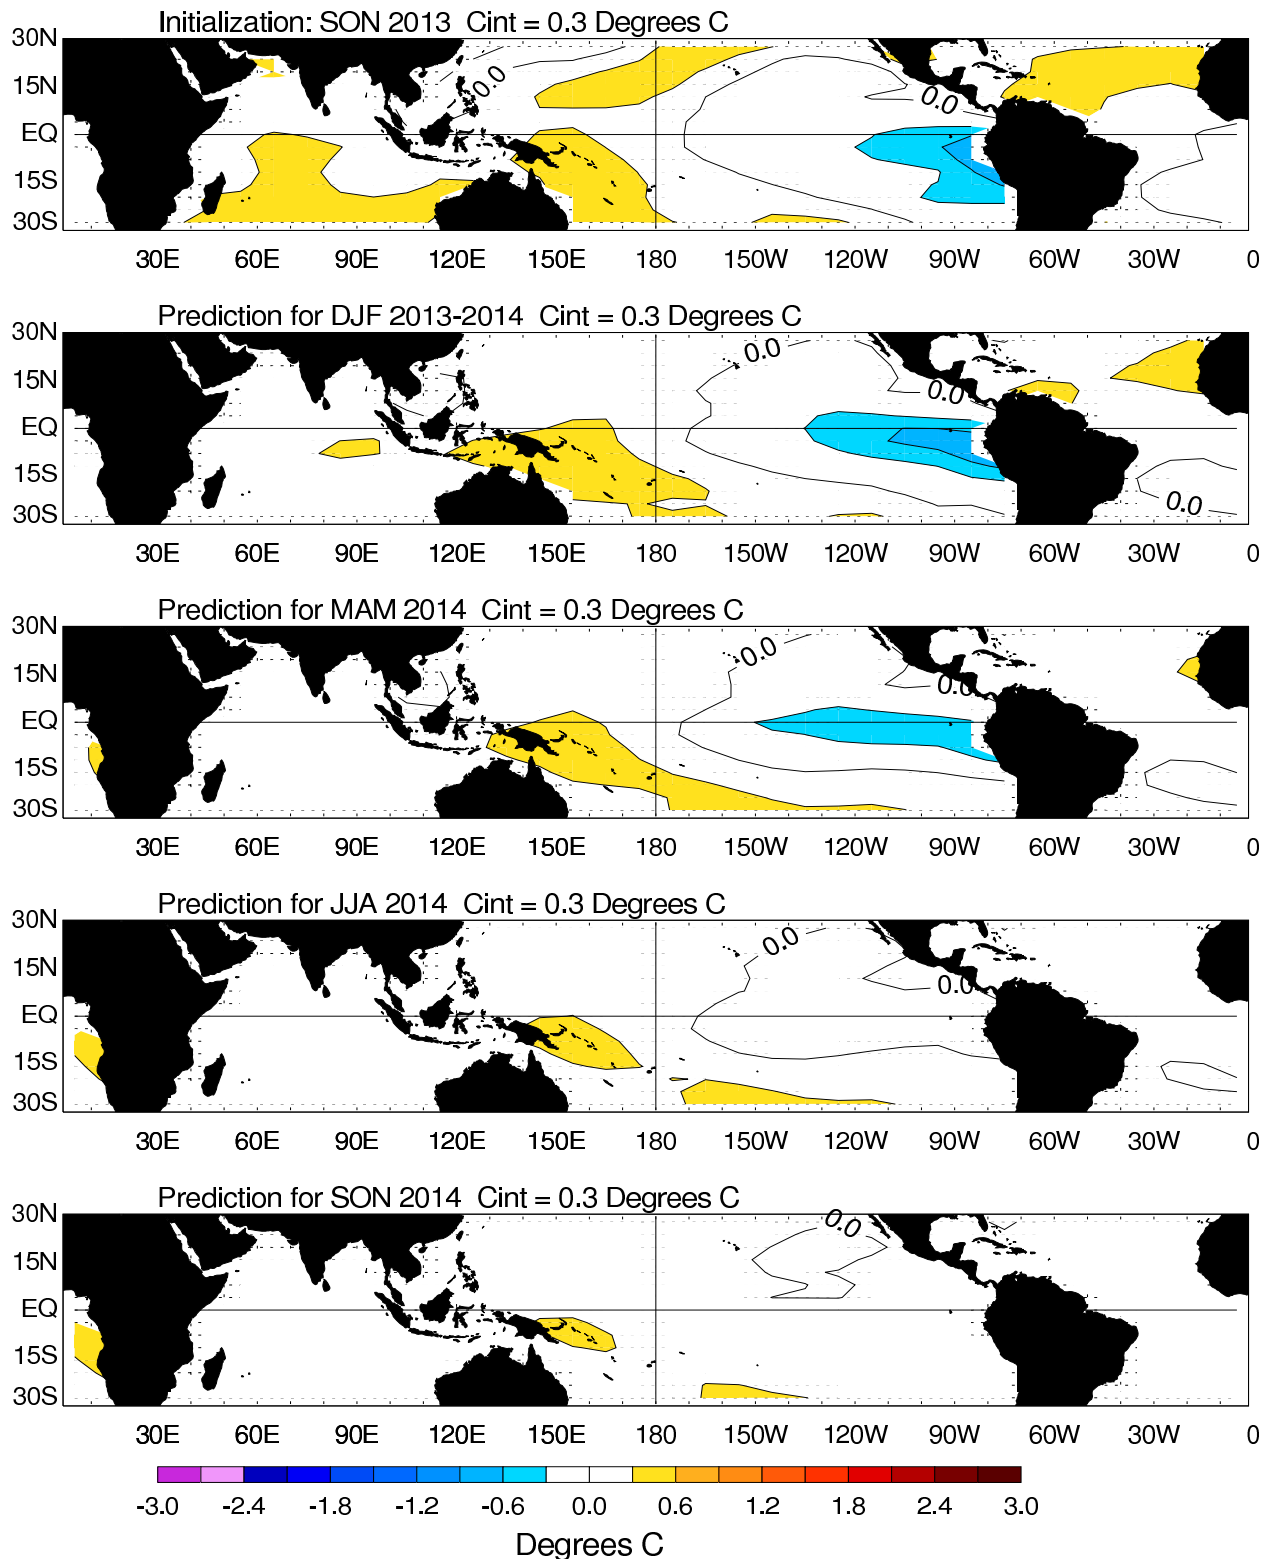 Initialization: SON 2013  Cint = 0.3 Degrees C
30N
0.0
0.0
15N
EQ
15S
30S
30E 60E 90E 120E 150E 180 150W 120W 90W 60W 30W 0
Prediction for DJF 2013-2014  Cint = 0.3 Degrees C
30N
0.0
15N
0.0
EQ
15S
0.0
30S
30E 60E 90E 120E 150E 180 150W 120W 90W 60W 30W 0
Prediction for MAM 2014  Cint = 0.3 Degrees C
30N
0.0
15N
0.0
EQ
15S
30S
30E 60E 90E 120E 150E 180 150W 120W 90W 60W 30W 0
Prediction for JJA 2014  Cint = 0.3 Degrees C
30N
0.0
15N
0.0
EQ
15S
30S
30E 60E 90E 120E 150E 180 150W 120W 90W 60W 30W 0
Prediction for SON 2014  Cint = 0.3 Degrees C
30N
0.0
15N
EQ
15S
30S
30E 60E 90E 120E 150E 180 150W 120W 90W 60W 30W 0
-3.0 -2.4 -1.8 -1.2 -0.6 0.0 0.6 1.2 1.8 2.4 3.0
Degrees C